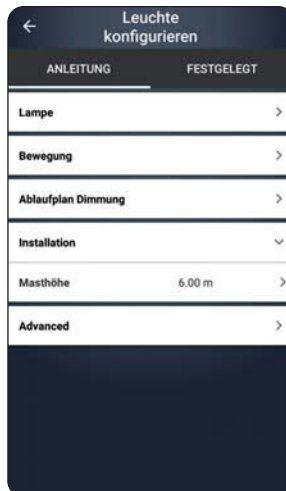 Leuchte
konfigurieren
ANLEITUNG FESTGELEGT
Lampe
Bewegung
Ablaufplan Dimmung
Installation
Masthöhe 6.00 m
Advanced